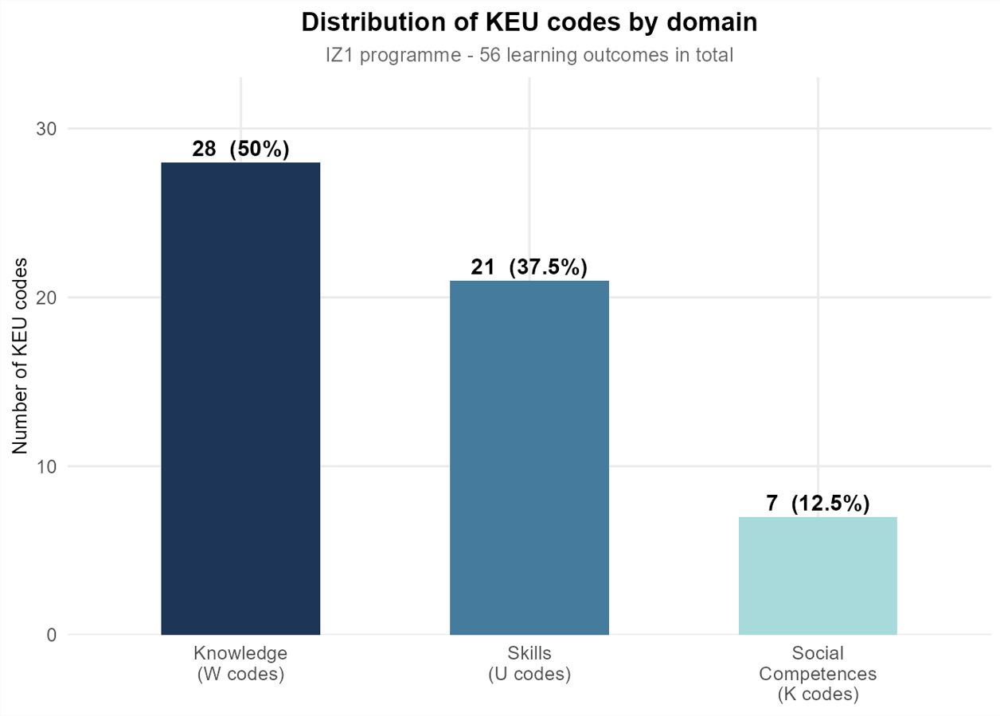 Distribution of KEU codes by domain
IZ1 programme - 56 learning outcomes in total
Number of KEU codes
30
20
10
0
28 (50%)
21 (37.5%)
7 (12.5%)
Knowledge
(W codes)
Skills
(U codes)
Social
Competences
(K codes)